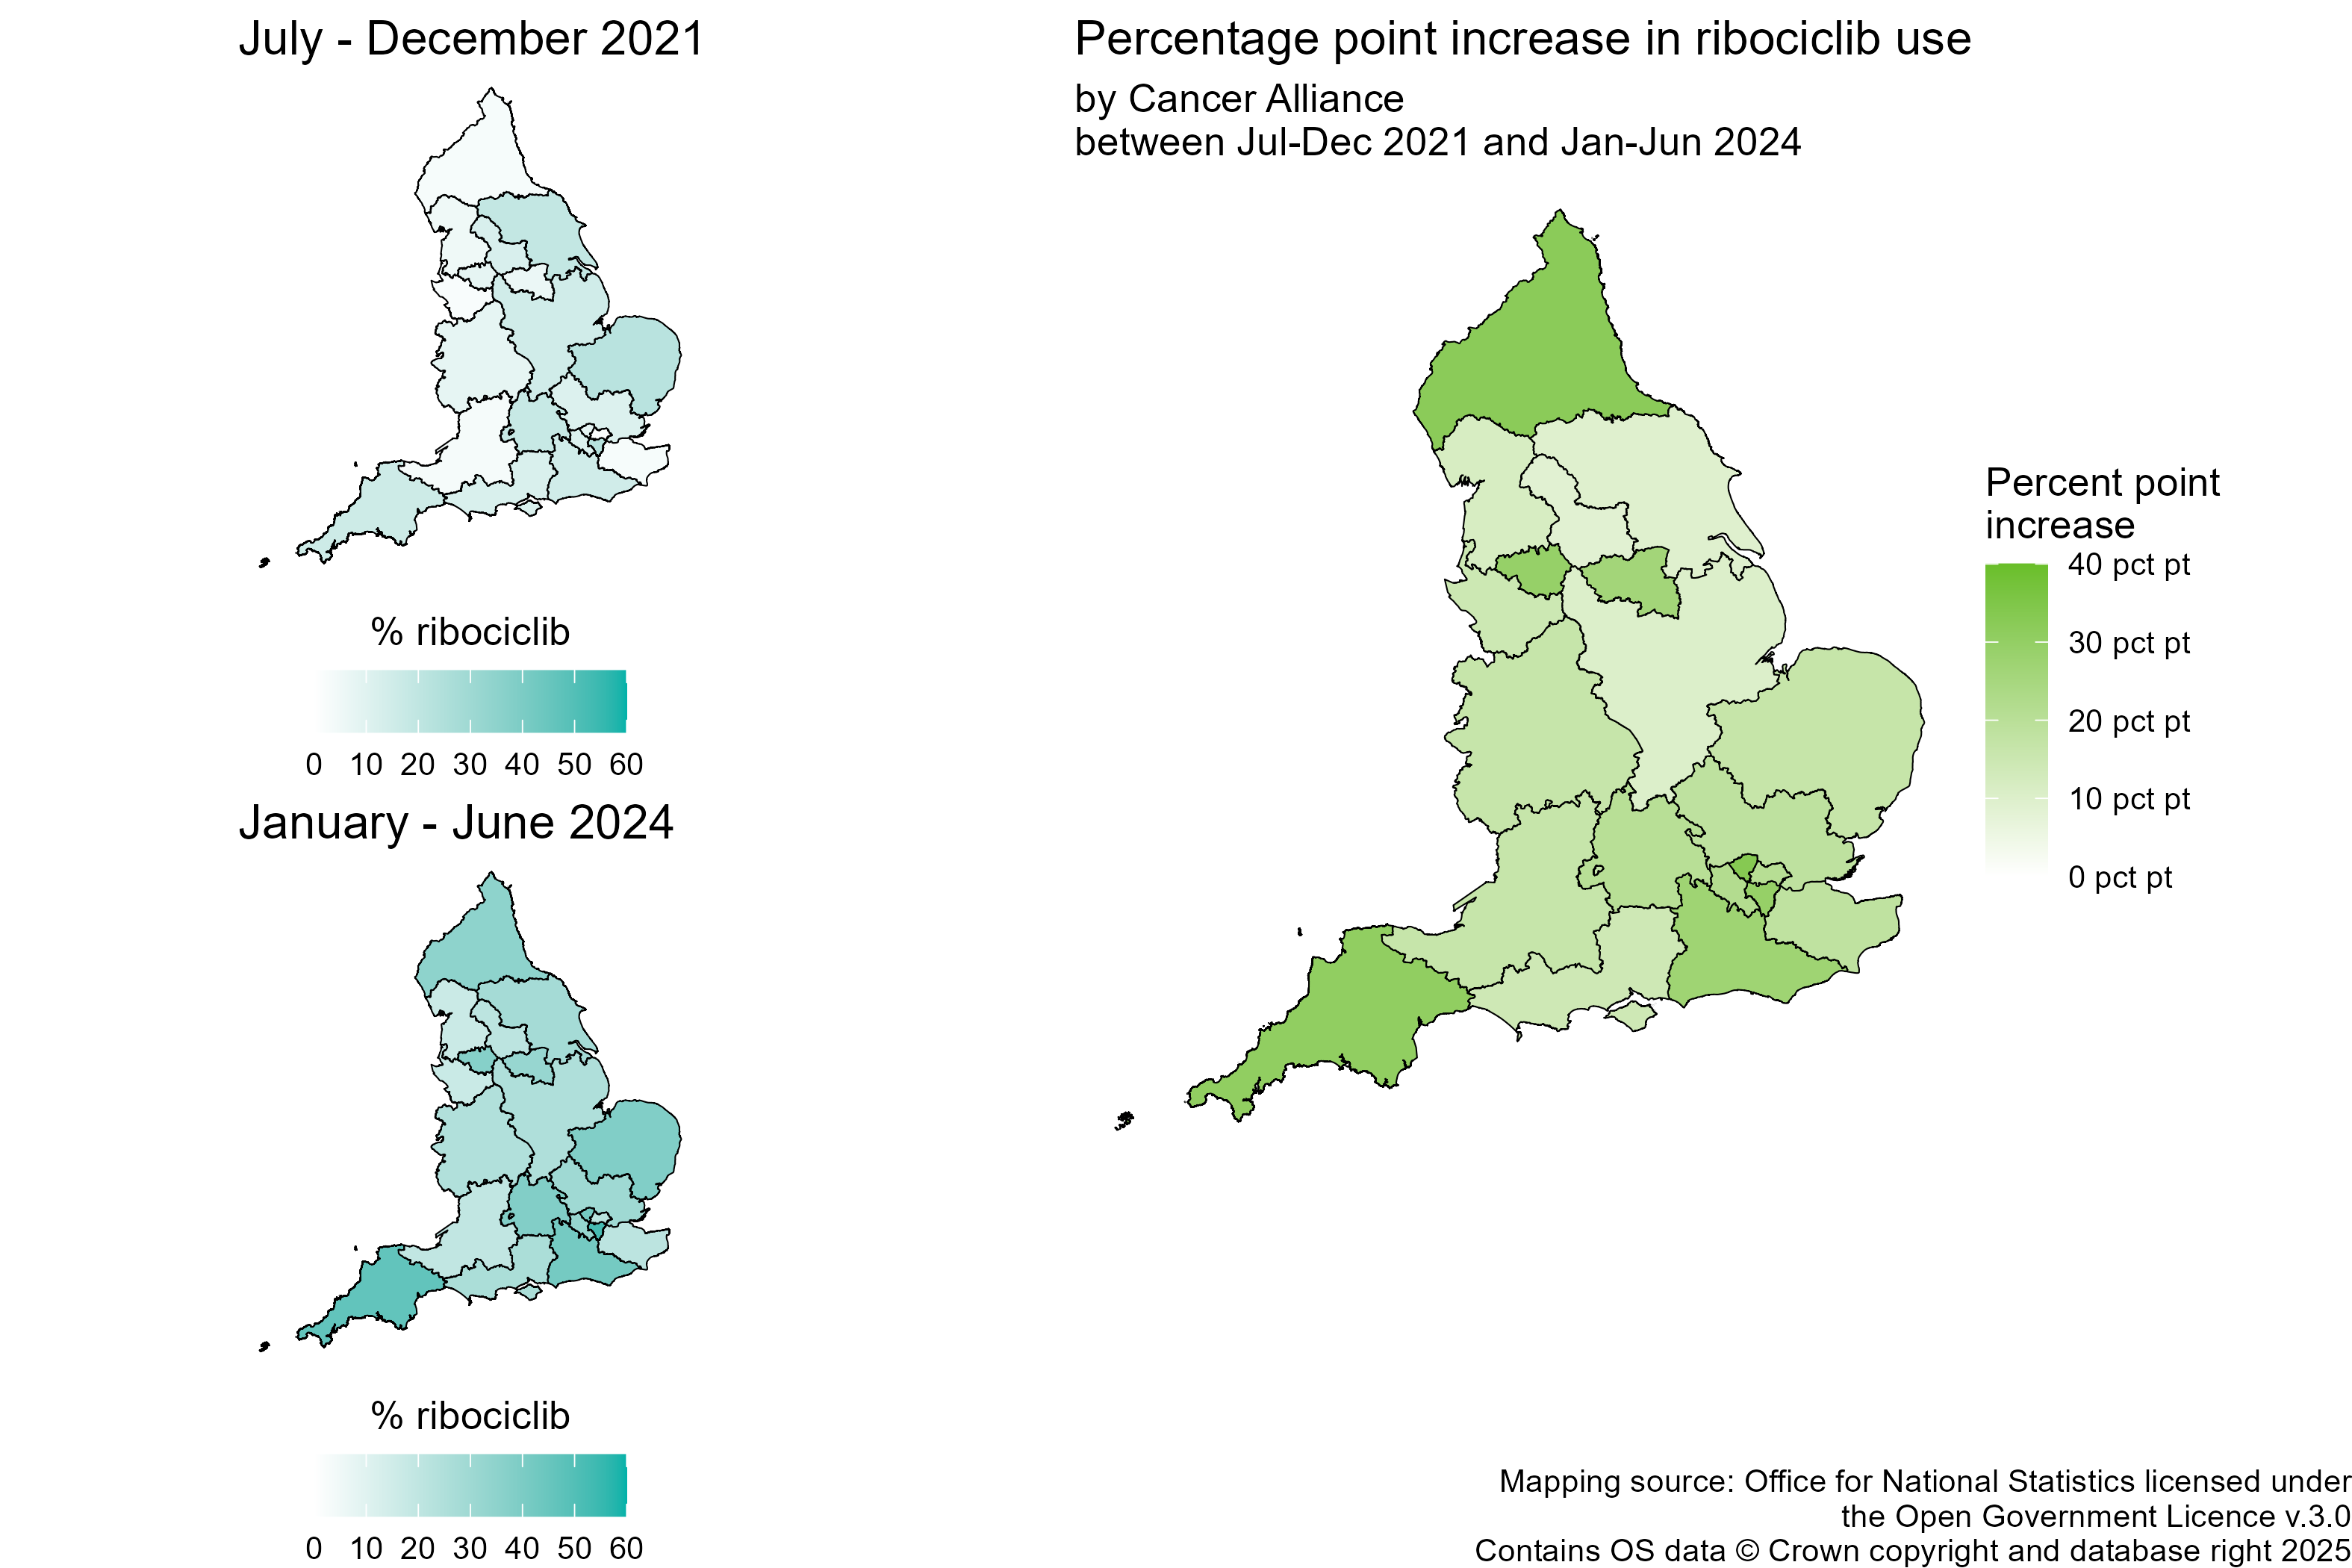 July - December 2021
% ribociclib
0 10 20 30 40 50 60
January - June 2024
% ribociclib
0 10 20 30 40 50 60
Percentage point increase in ribociclib use
by Cancer Alliance
between Jul-Dec 2021 and Jan-Jun 2024
Percent point
increase
40 pct pt
30 pct pt
20 pct pt
10 pct pt
0 pct pt
Mapping source: Office for National Statistics licensed under
the Open Government Licence v.3.0
Contains OS data © Crown copyright and database right 2025